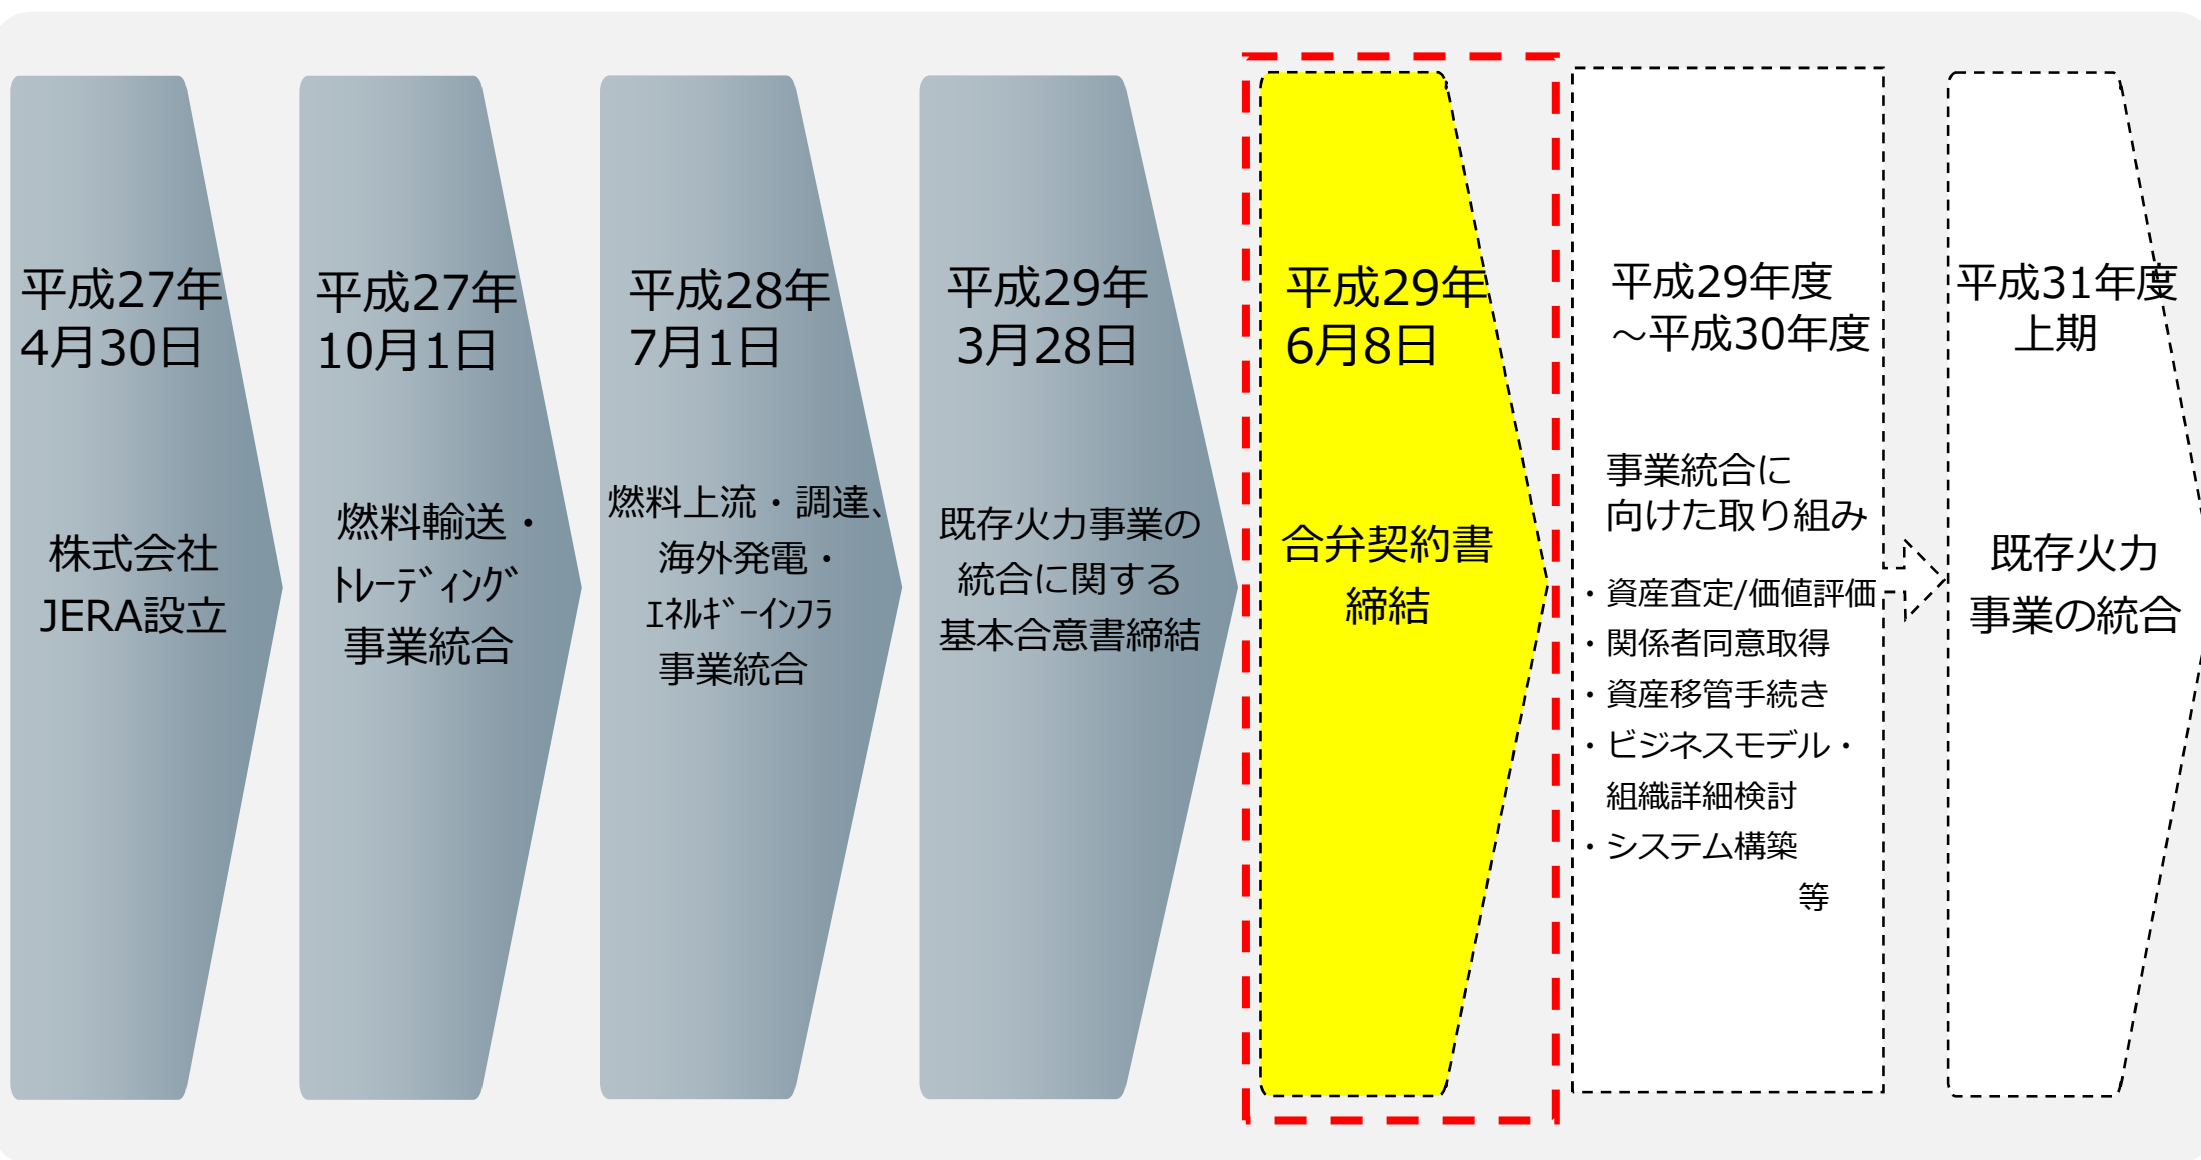 平成27年
4月30日
株式会社
JERA設立
平成27年
10月1日
燃料輸送・
ﾄﾚｰﾃﾞｨﾝｸﾞ
事業統合
平成28年
7月1日
燃料上流・調達、
海外発電・
ｴﾈﾙｷﾞｰｲﾝﾌﾗ
事業統合
平成29年
3月28日
既存火力事業の
統合に関する
基本合意書締結
平成29年
6月8日
合弁契約書
締結
平成29年度
～平成30年度
事業統合に
向けた取り組み
・資産査定/価値評価
・関係者同意取得
・資産移管手続き
・ビジネスモデル・
組織詳細検討
・システム構築
等
平成31年度
上期
既存火力
事業の統合